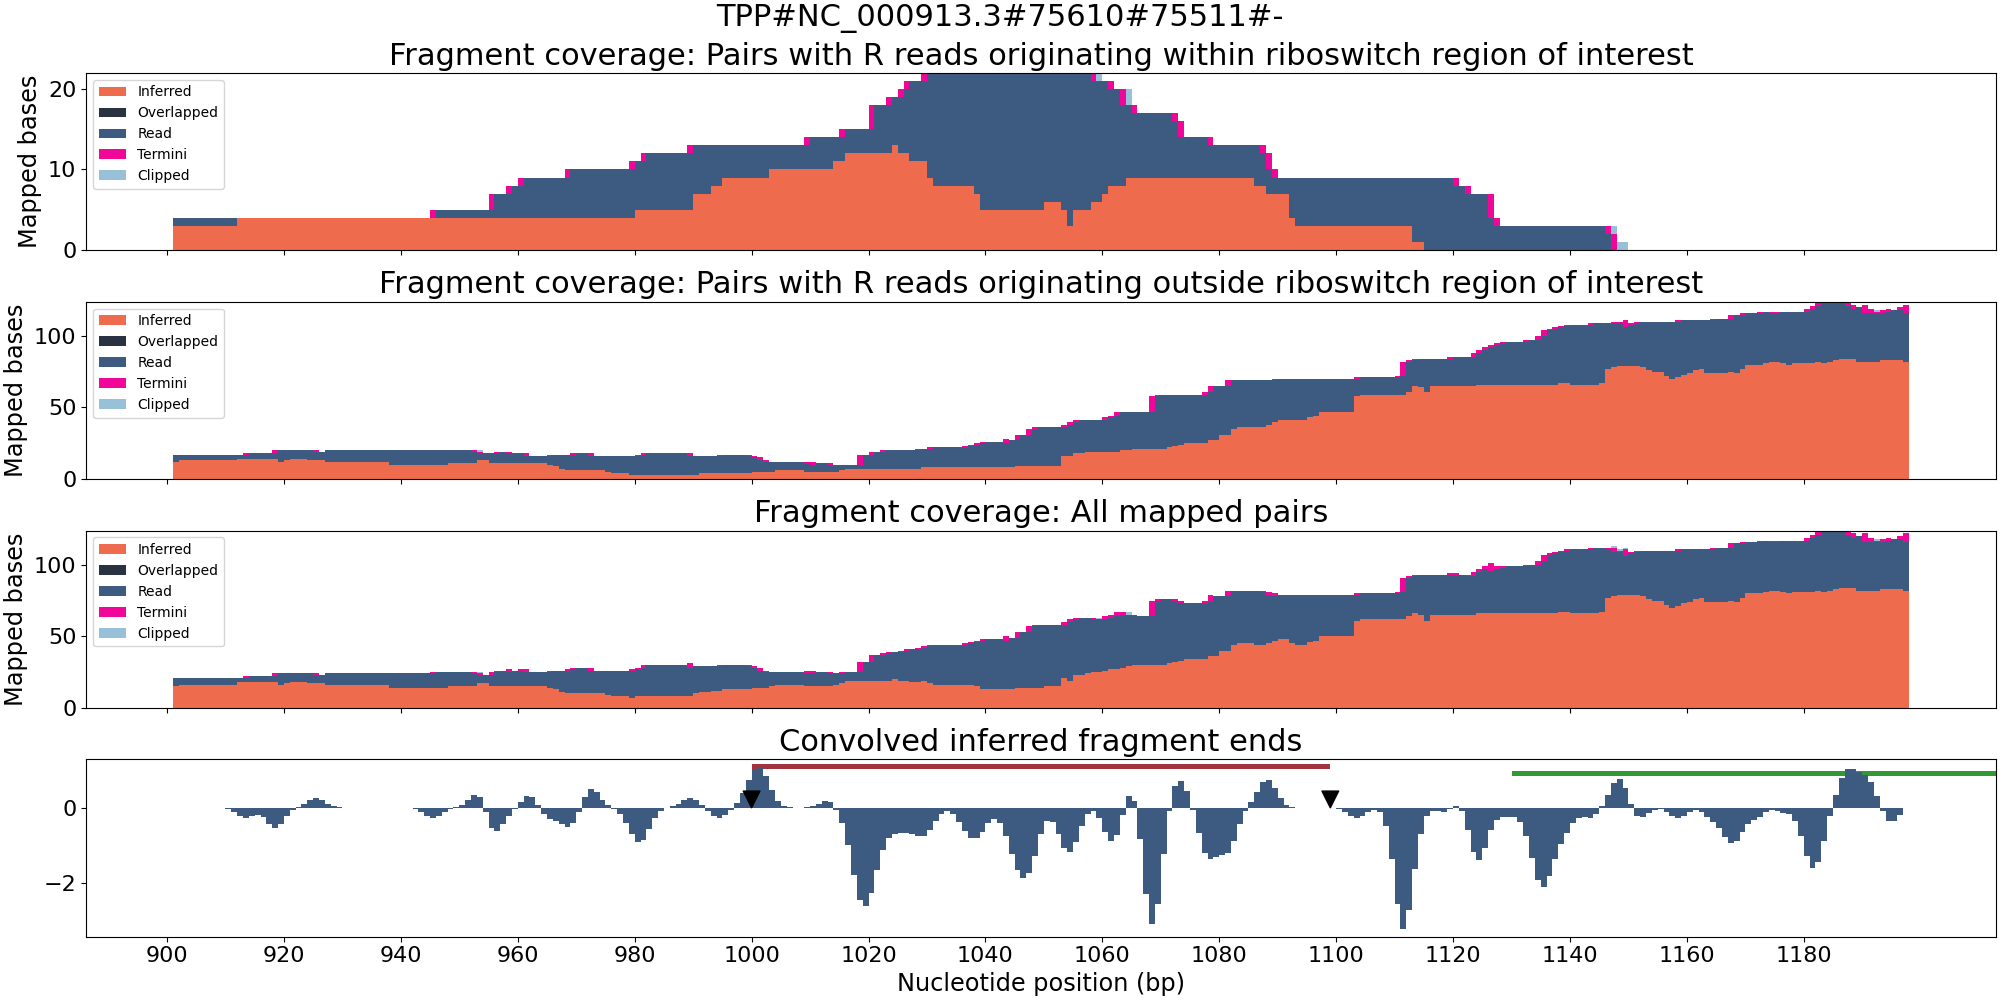 TPP#NC_000913.3#75610#75511#-
Fragment coverage: Pairs with R reads originating within riboswitch region of interest
Mapped bases
20
10
0
Inferred
Overlapped
Read
Termini
Clipped
Fragment coverage: Pairs with R reads originating outside riboswitch region of interest
Mapped bases
100
50
0
Inferred
Overlapped
Read
Termini
Clipped
Fragment coverage: All mapped pairs
Mapped bases
100
50
0
Inferred
Overlapped
Read
Termini
Clipped
Convolved inferred fragment ends
0
−2
900 920 940 960 980 1000 1020 1040 1060 1080 1100 1120 1140 1160 1180
Nucleotide position (bp)